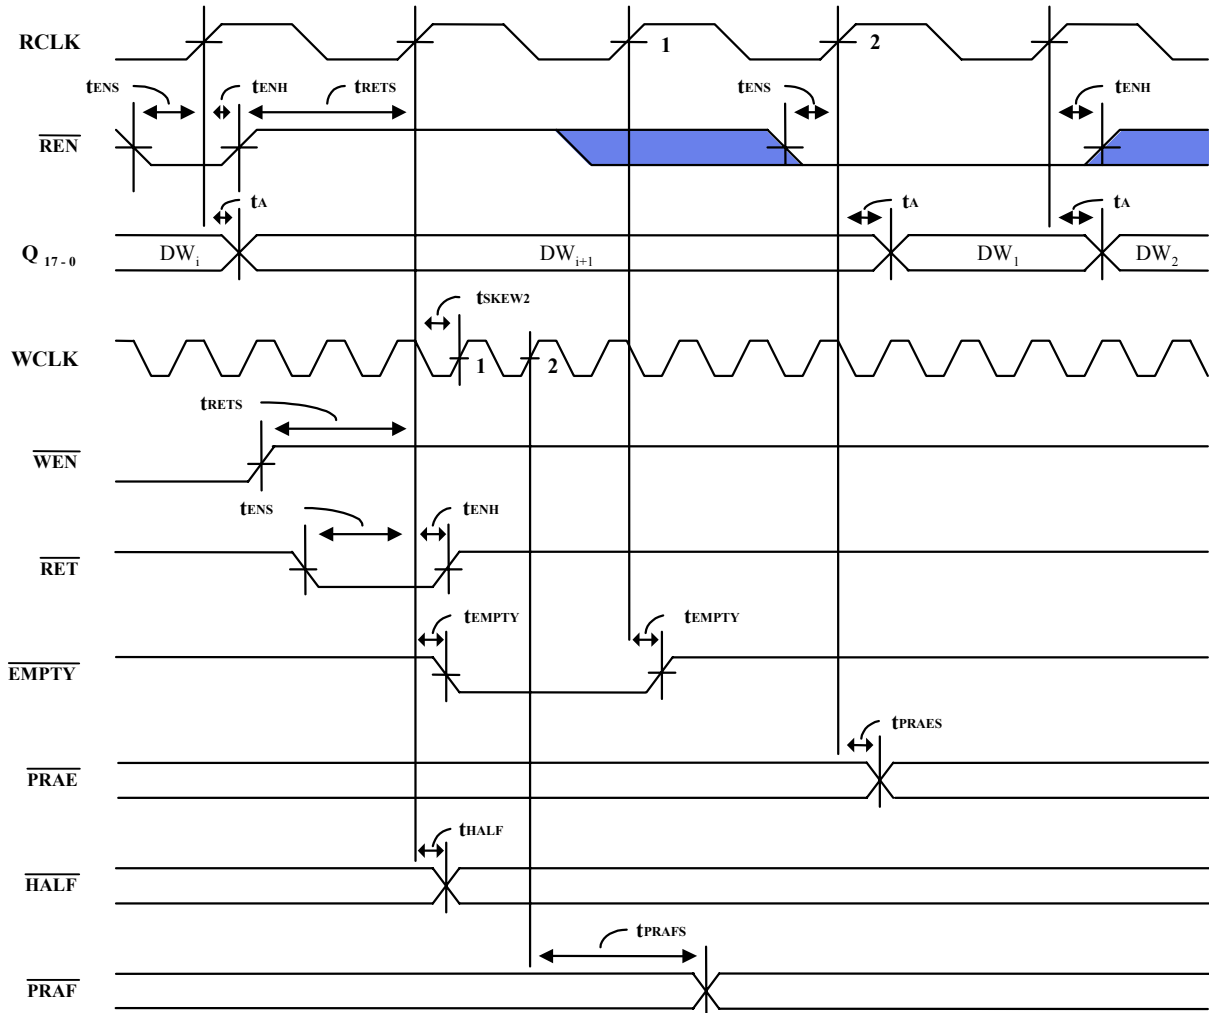 RCLK
1
2
tENS
tENH
tRETS
tENS
tENH
REN
tA
tA
tA
Q 17 - 0
DWi
DWi+1
DW1
DW2
tSKEW2
WCLK
1
2
tRETS
WEN
tENS
tENH
RET
tEMPTY
tEMPTY
EMPTY
tPRAES
PRAE
tHALF
HALF
tPRAFS
PRAF